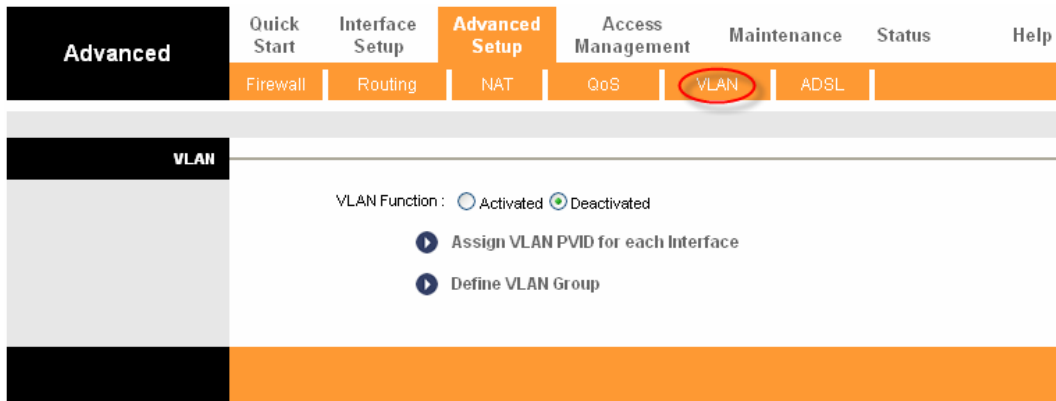 Advanced
Quick Start
Interface Setup
Advanced Setup
Access Management
Maintenance
Status
Help
Firewall
Routing
NAT
QoS
VLAN
ADSL
VLAN
VLAN Function : Activated Deactivated
Assign VLAN PVID for each Interface
Define VLAN Group